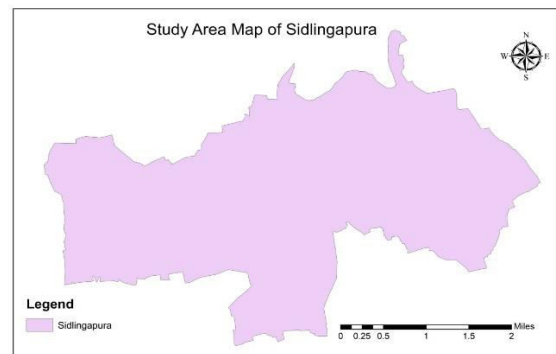 Study Area Map of Sidlingapura
N
W E
S
Legend
Sidlingapura
Miles
0 0.25 0.5 1 1.5 2